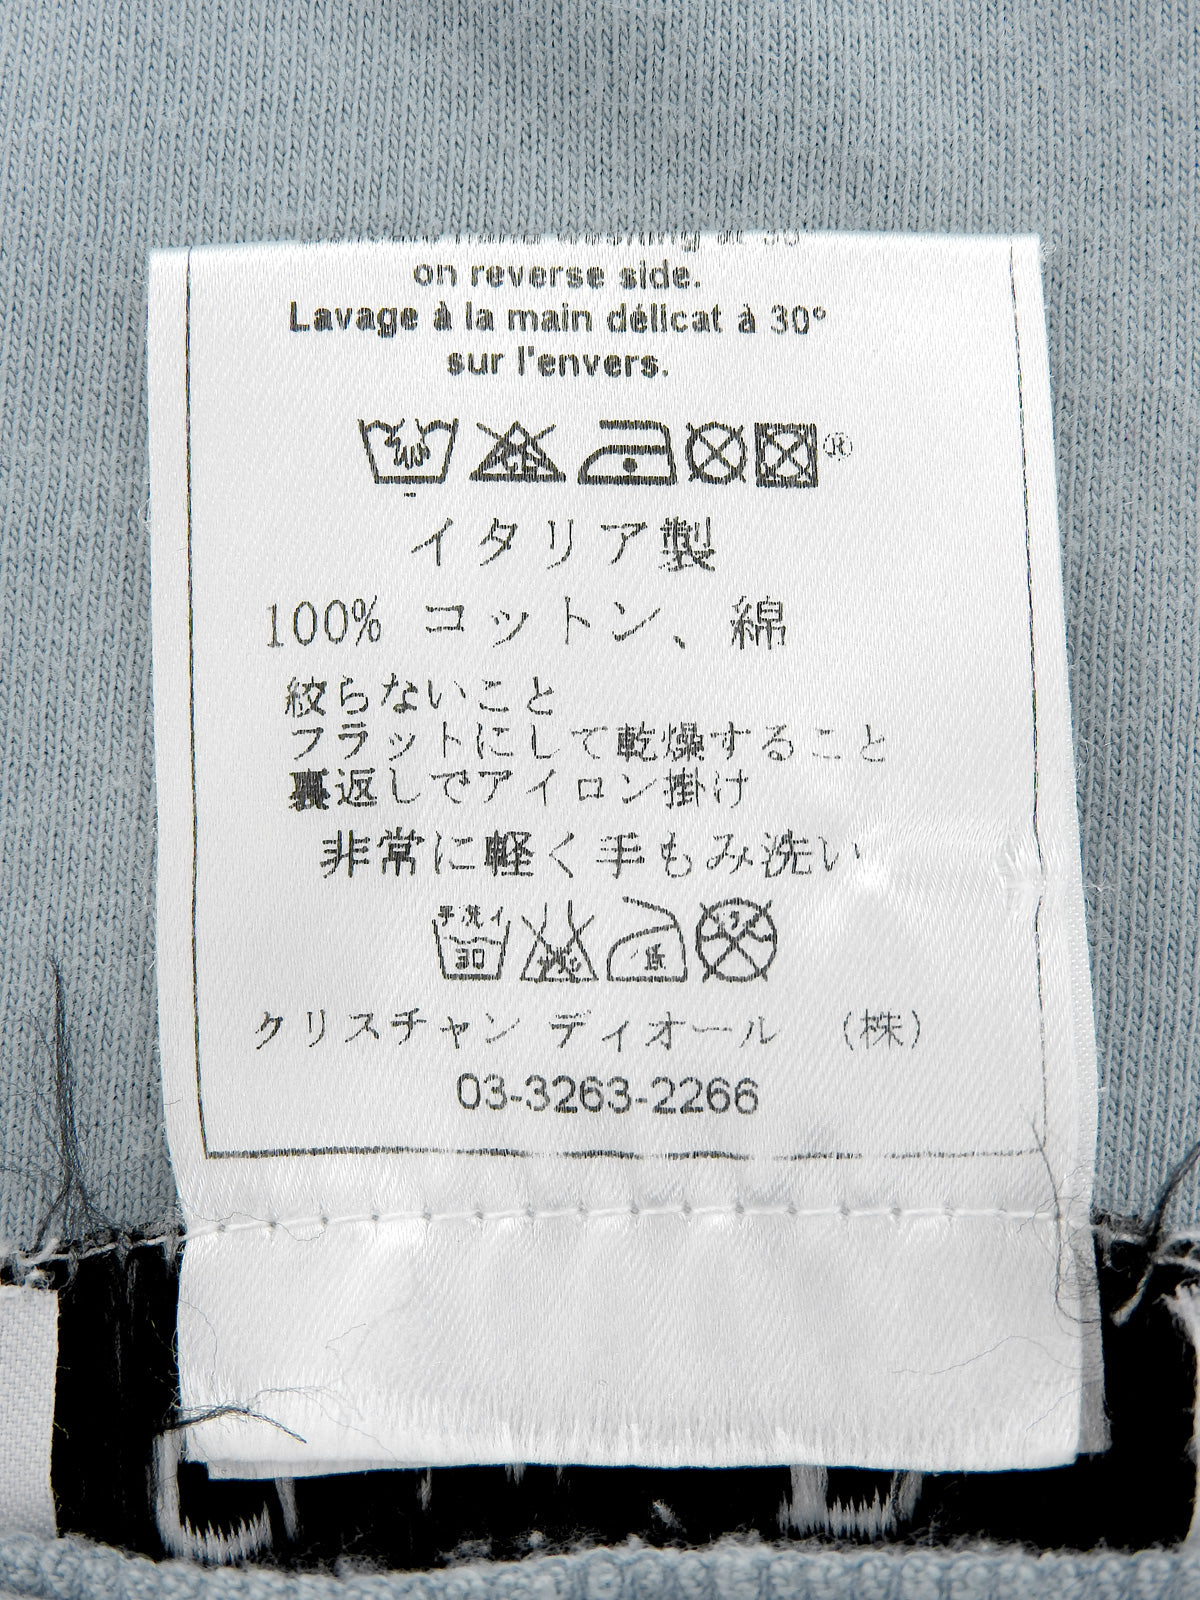 on reverse side.
Lavage à la main délicat à 30°
sur l'envers.
®
イタリア製
100% コットン、綿
絞らないこと
フラットにして乾燥すること
裏返しでアイロン掛け
非常に軽く手もみ洗い
手洗イ
30
クリスチャン ディオール (株)
03-3263-2266